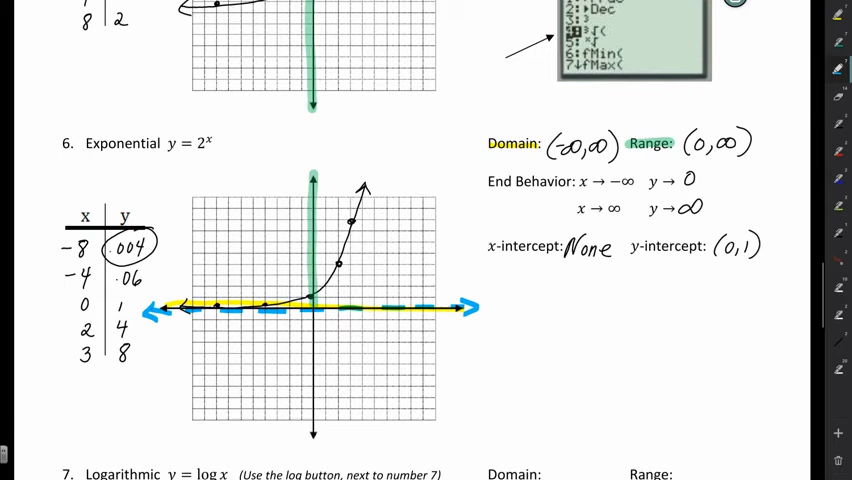 8 2
2:▸Dec
3:³
4:³√(
5:ˣ√
6:fMin(
7↓fMax(
6. Exponential y = 2ˣ
Domain: (-∞,∞) Range: (0,∞)
End Behavior: x → −∞ y → 0
x → ∞ y → ∞
x-intercept: None y-intercept: (0,1)
x y
-8 .004
-4 .06
0 1
2 4
3 8
7. Logarithmic y = log x (Use the log button, next to number 7)
Domain: Range: